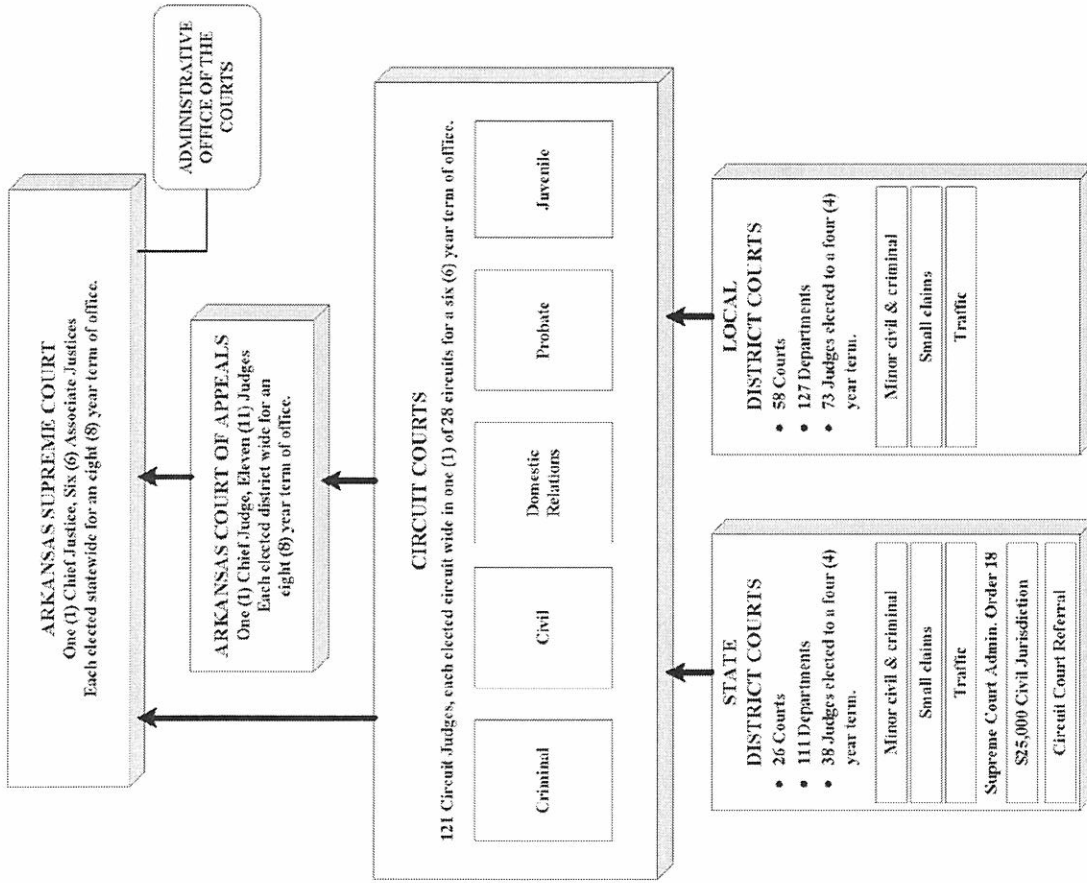 ARKANSAS SUPREME COURT
One (1) Chief Justice, Six (6) Associate Justices
Each elected statewide for an eight (8) year term of office.
ADMINISTRATIVE
OFFICE OF THE
COURTS
ARKANSAS COURT OF APPEALS
One (1) Chief Judge, Eleven (11) Judges
Each elected district wide for an
eight (8) year term of office.
CIRCUIT COURTS
121 Circuit Judges, each elected circuit wide in one (1) of 28 circuits for a six (6) year term of office.
Criminal
Civil
Domestic
Relations
Probate
Juvenile
STATE
DISTRICT COURTS
• 26 Courts
• 111 Departments
• 38 Judges elected to a four (4)
year term.
Minor civil & criminal
Small claims
Traffic
Supreme Court Admin. Order 18
$25,000 Civil Jurisdiction
Circuit Court Referral
LOCAL
DISTRICT COURTS
• 58 Courts
• 127 Departments
• 73 Judges elected to a four (4)
year term.
Minor civil & criminal
Small claims
Traffic